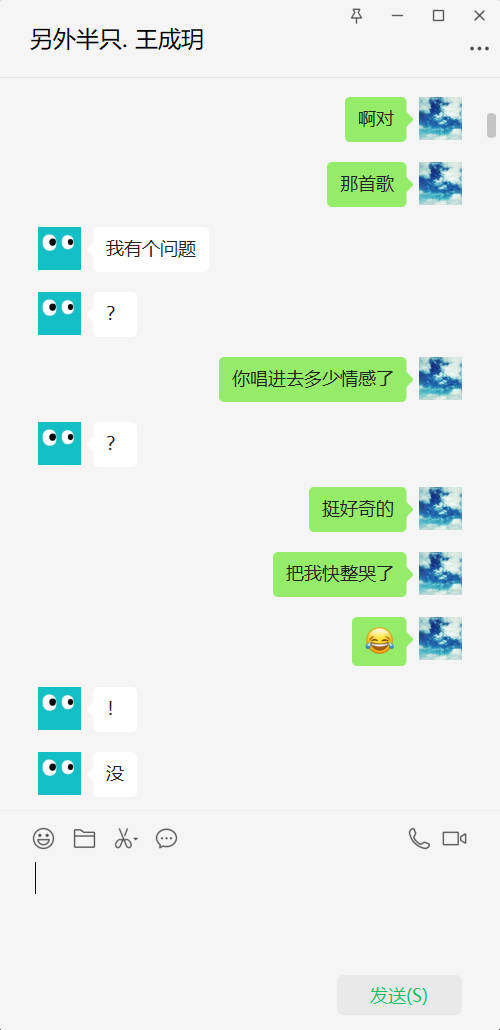 另外半只. 王成玥
啊对
那首歌
我有个问题
?
你唱进去多少情感了
?
挺好奇的
把我快整哭了
😂
!
没
发送(S)